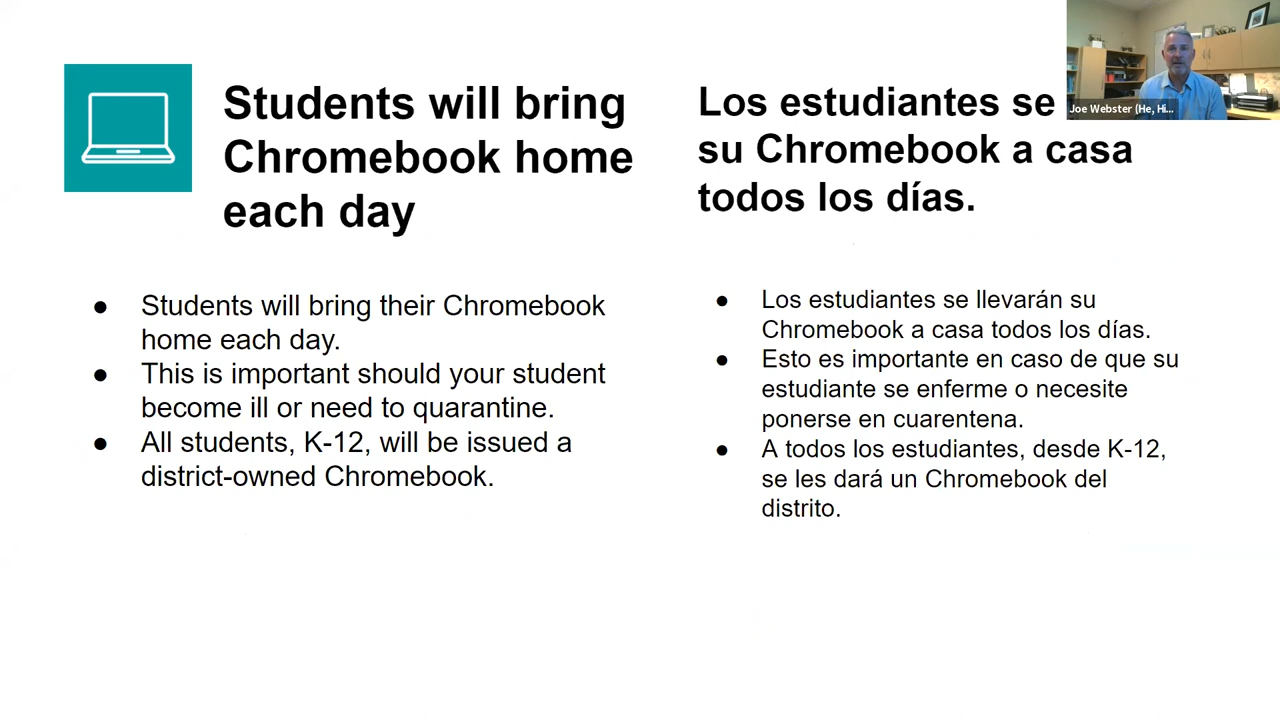 Students will bring
Chromebook home
each day
Los estudiantes se
su Chromebook a casa
todos los días.
Joe Webster (He, Hi...
● Students will bring their Chromebook
home each day.
● This is important should your student
become ill or need to quarantine.
● All students, K-12, will be issued a
district-owned Chromebook.
● Los estudiantes se llevarán su
Chromebook a casa todos los días.
● Esto es importante en caso de que su
estudiante se enferme o necesite
ponerse en cuarentena.
● A todos los estudiantes, desde K-12,
se les dará un Chromebook del
distrito.